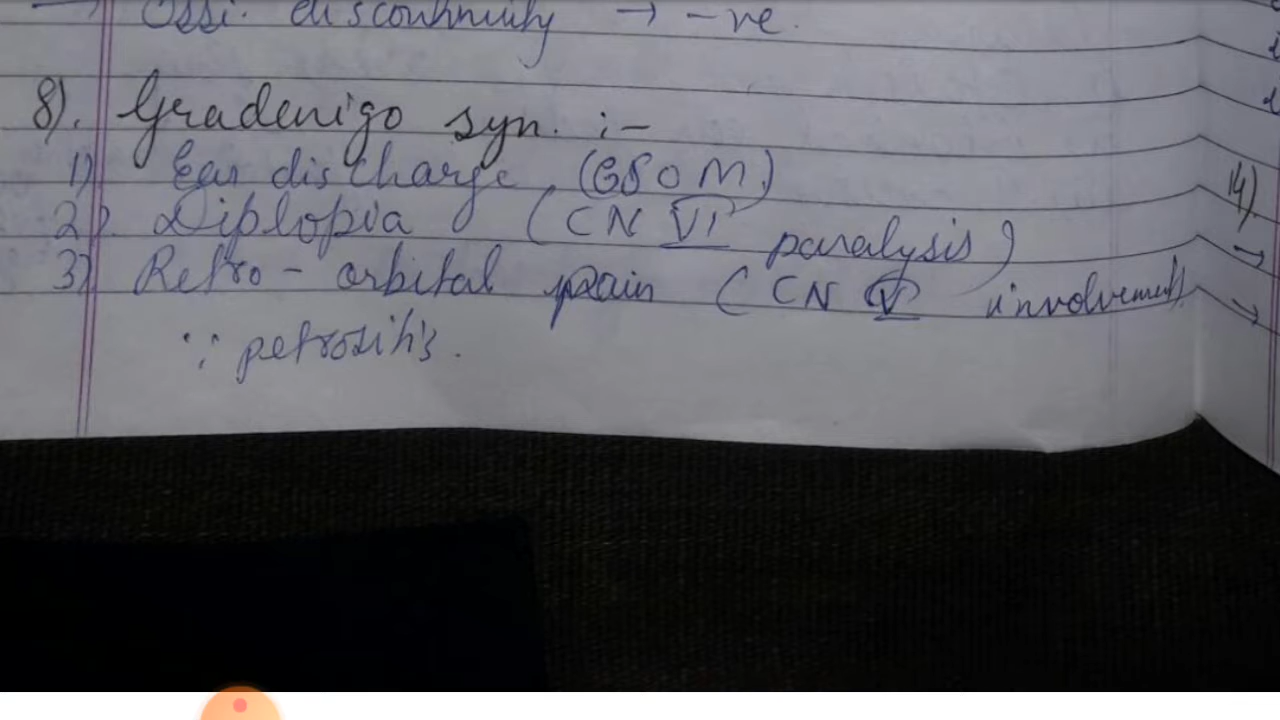 → Ossi. discontinuity → -ve.
8). Gradenigo syn. :-
1) Ear discharge (CSOM)
2). Diplopia (CN VI paralysis)
3) Retro-orbital pain (CN V involvement)
∵ petrositis.
14).
→
→